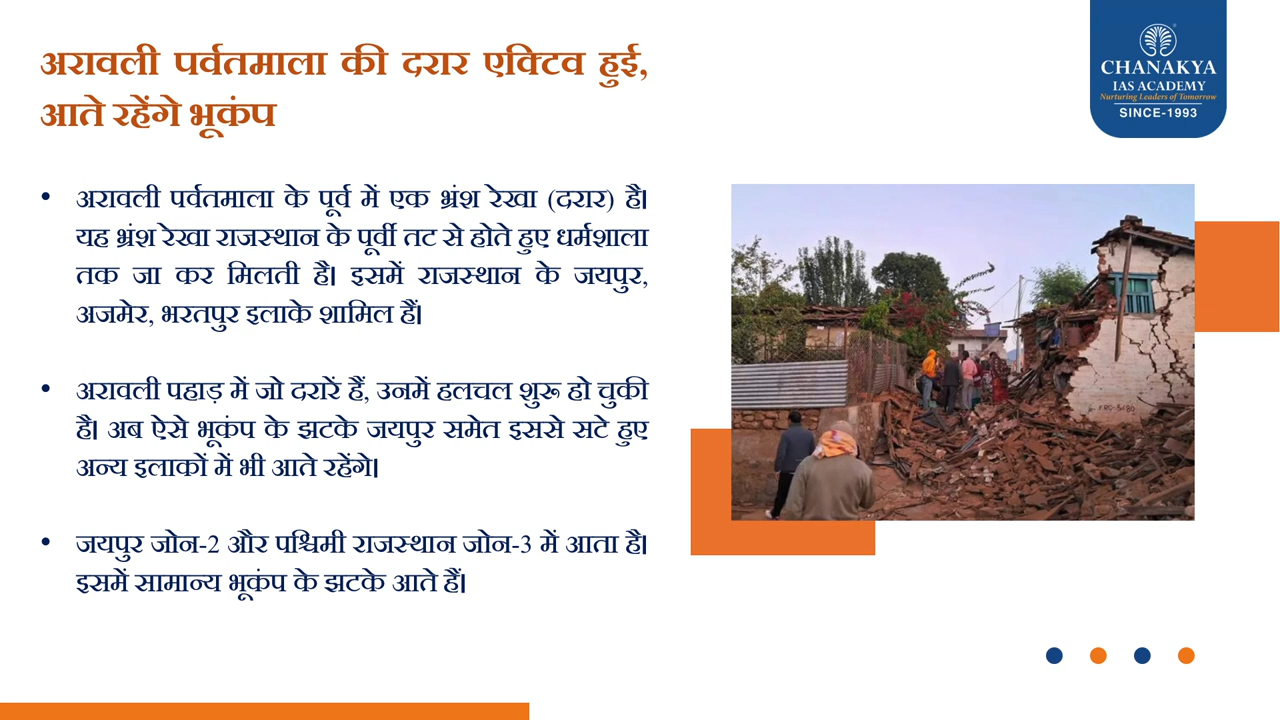 अरावली पर्वतमाला की दरार एक्टिव हुई,
आते रहेंगे भूकंप
CHANAKYA
IAS ACADEMY
Nurturing Leaders of Tomorrow
SINCE-1993
• अरावली पर्वतमाला के पूर्व में एक भ्रंश रेखा (दरार) है।
यह भ्रंश रेखा राजस्थान के पूर्वी तट से होते हुए धर्मशाला
तक जा कर मिलती है। इसमें राजस्थान के जयपुर,
अजमेर, भरतपुर इलाके शामिल हैं।
• अरावली पहाड़ में जो दरारें हैं, उनमें हलचल शुरू हो चुकी
है। अब ऐसे भूकंप के झटके जयपुर समेत इससे सटे हुए
अन्य इलाकों में भी आते रहेंगे।
• जयपुर जोन-2 और पश्चिमी राजस्थान जोन-3 में आता है।
इसमें सामान्य भूकंप के झटके आते हैं।